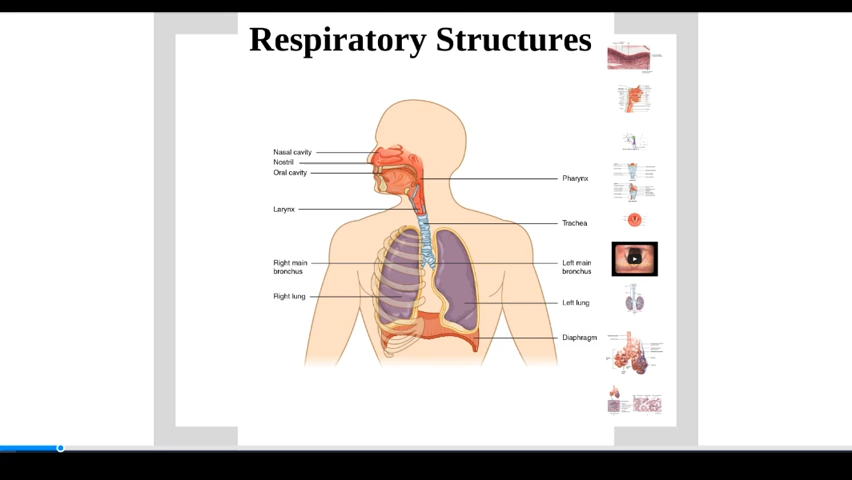 Respiratory Structures
Nasal cavity
Nostril
Oral cavity
Pharynx
Larynx
Trachea
Right main
bronchus
Left main
bronchus
Right lung
Left lung
Diaphragm